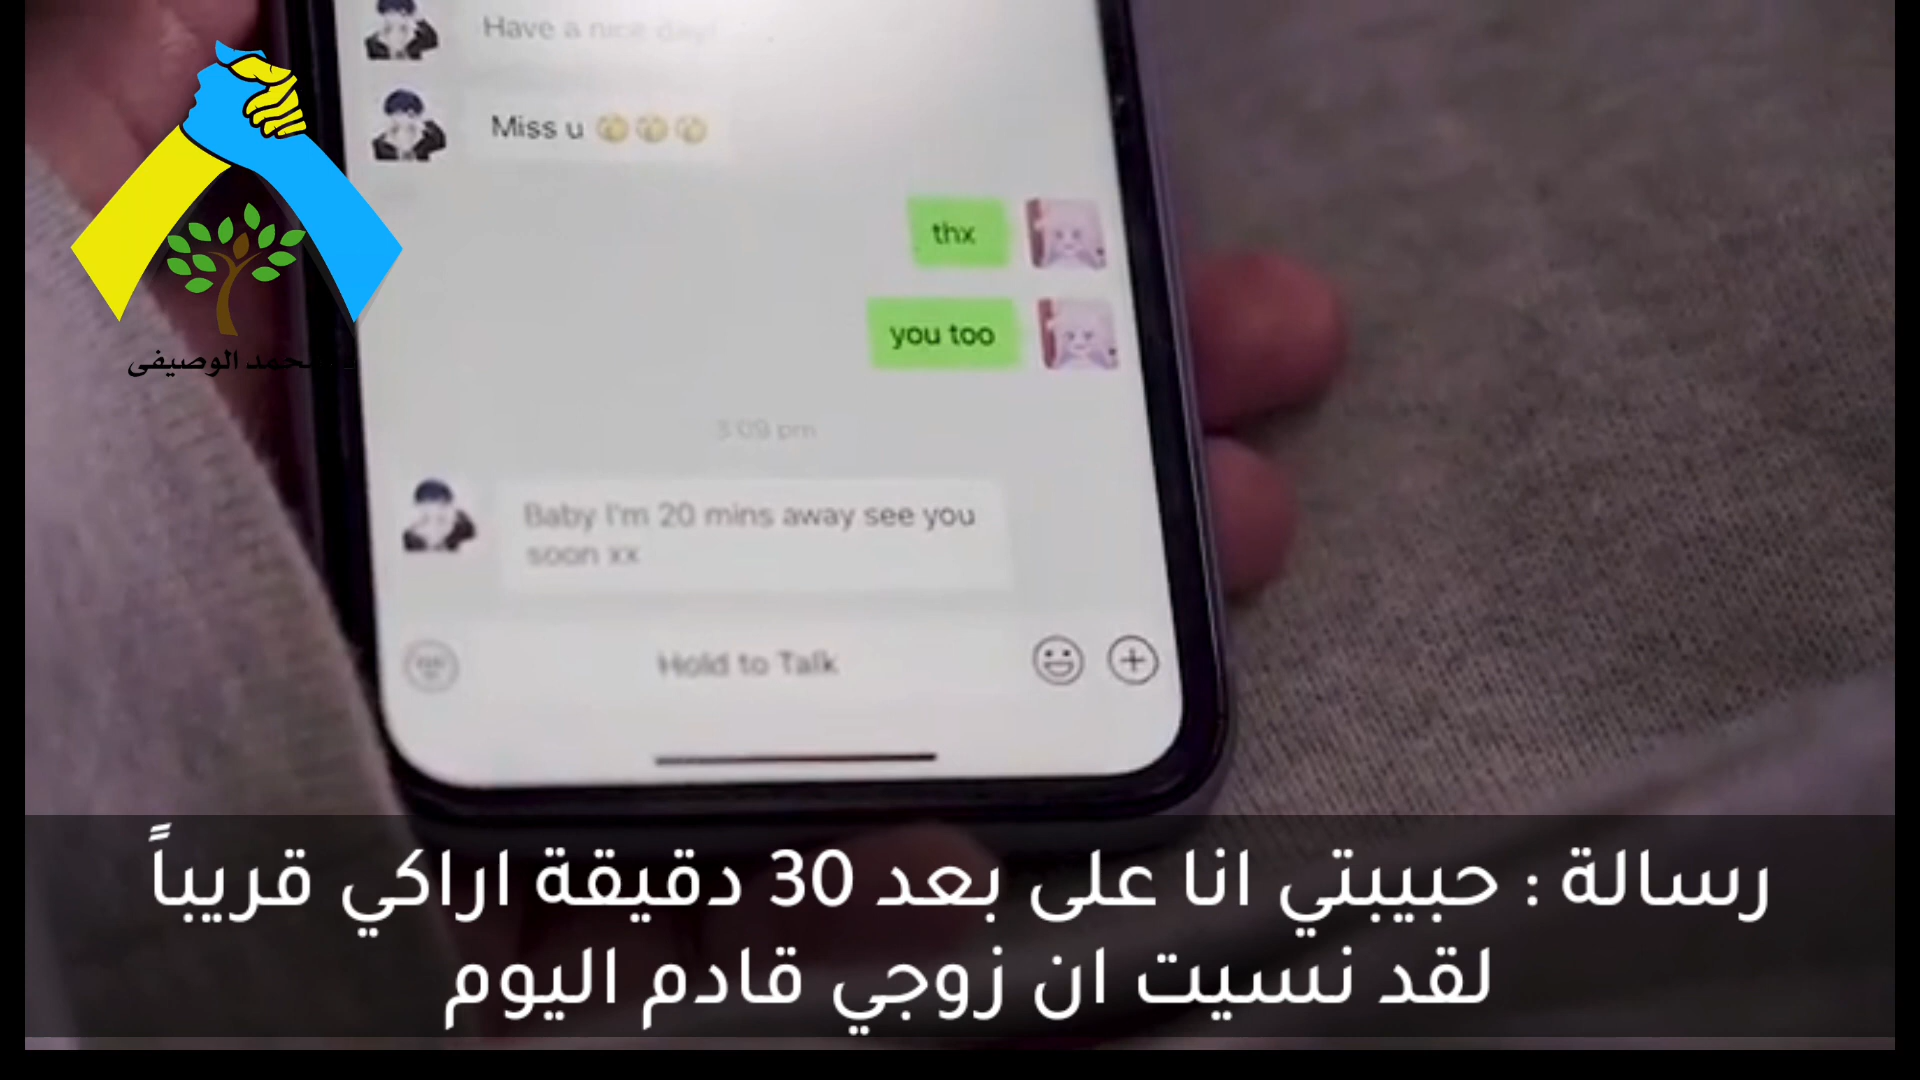 Have a nice day!
Miss u
thx
you too
3:09 pm
Baby I'm 20 mins away see you
soon xx
Hold to Talk
محمد الوصيفى
رسالة : حبيبتي انا على بعد 30 دقيقة اراكي قريباً
لقد نسيت ان زوجي قادم اليوم